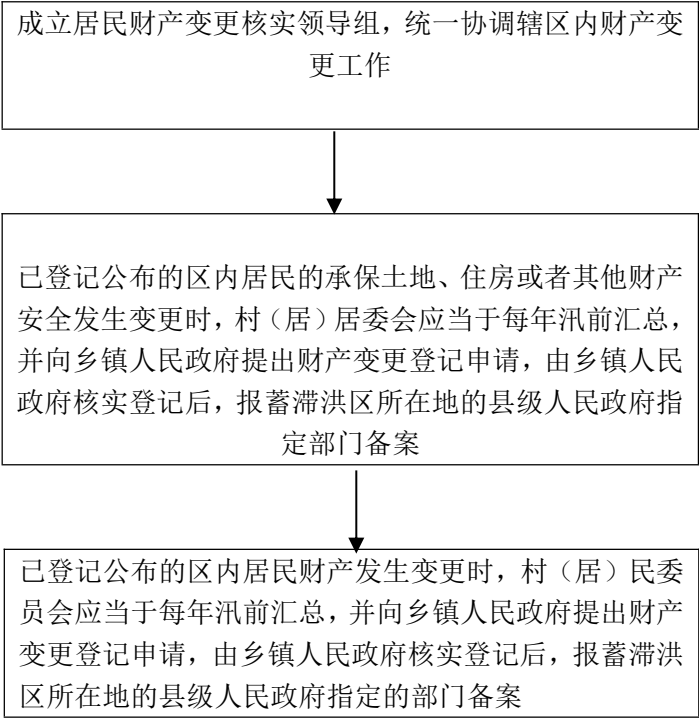 成立居民财产变更核实领导组，统一协调辖区内财产变
更工作
已登记公布的区内居民的承保土地、住房或者其他财产
安全发生变更时，村（居）居委会应当于每年汛前汇总，
并向乡镇人民政府提出财产变更登记申请，由乡镇人民
政府核实登记后，报蓄滞洪区所在地的县级人民政府指
定部门备案
已登记公布的区内居民财产发生变更时，村（居）民委
员会应当于每年汛前汇总，并向乡镇人民政府提出财产
变更登记申请，由乡镇人民政府核实登记后，报蓄滞洪
区所在地的县级人民政府指定的部门备案